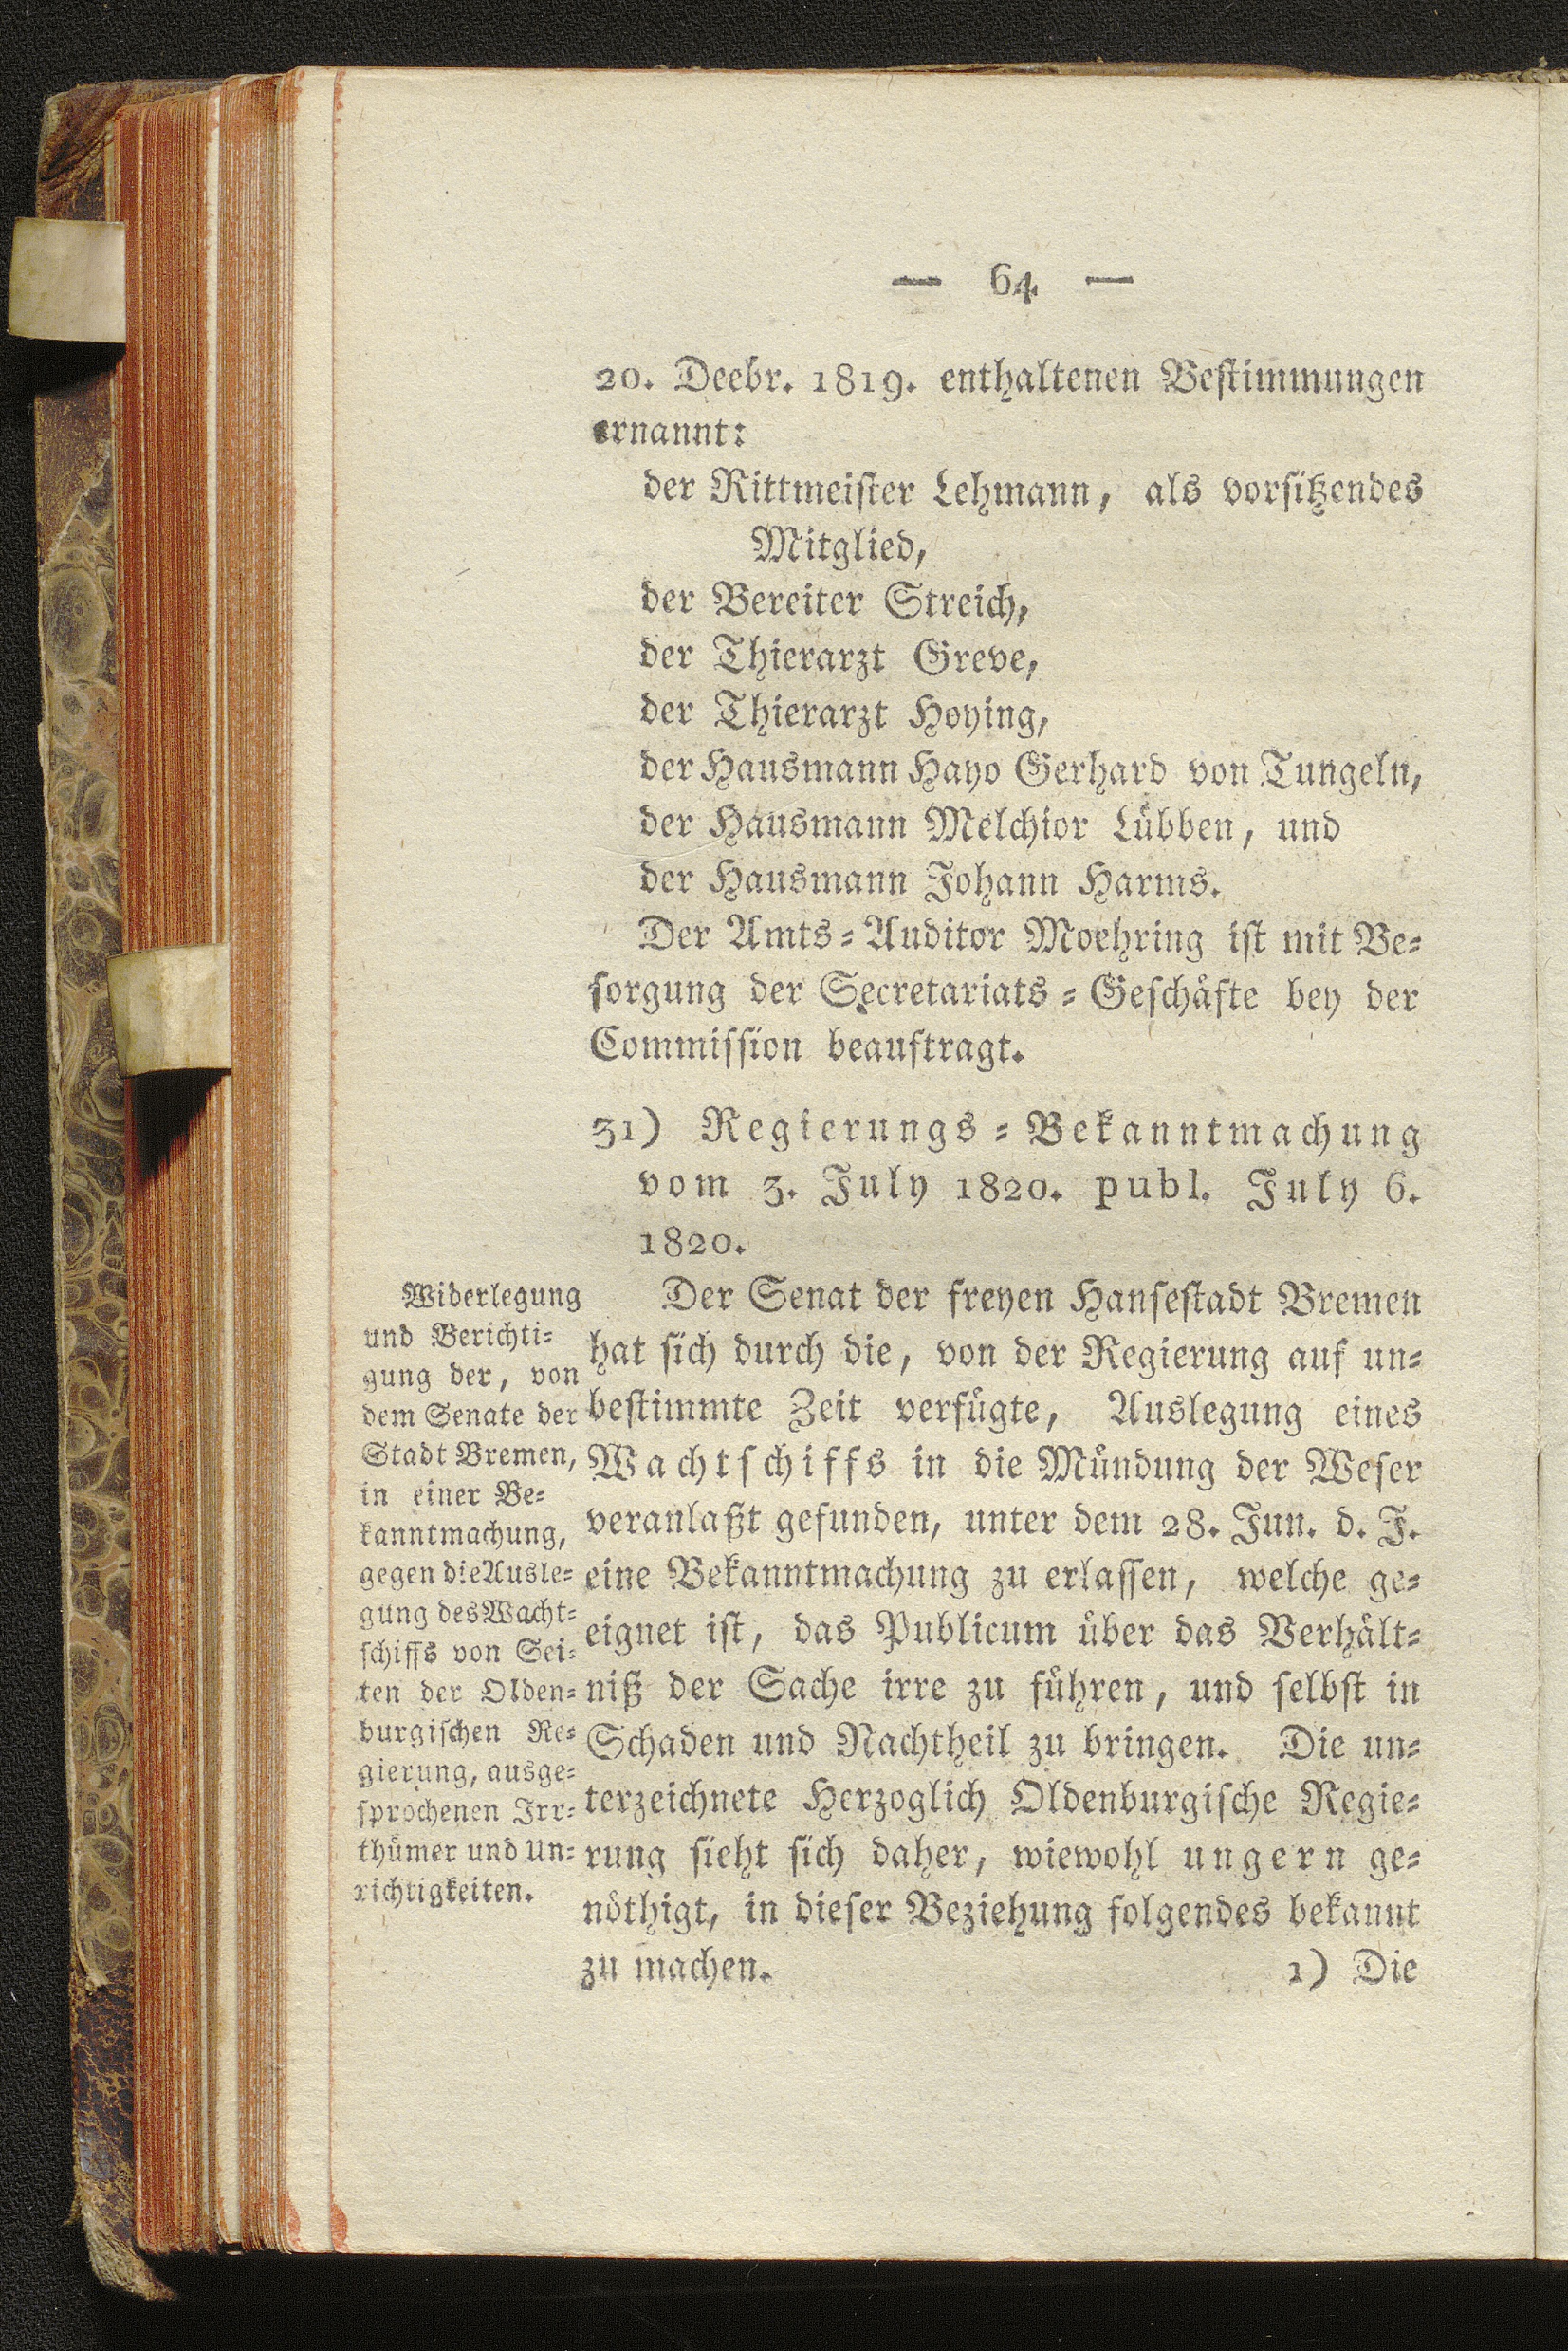 — 64 —
20. Deebr. 1819. enthaltenen Bestimmungen
ernannt:
der Rittmeister Lehmann, als vorsitzendes
Mitglied,
der Bereiter Streich,
der Thierarzt Greve,
der Thierarzt Hoying,
der Hausmann Hayo Gerhard von Tungeln,
der Hausmann Melchior Lübben, und
der Hausmann Johann Harms.
Der Amts-Auditor Moehring ist mit Be-
sorgung der Secretariats-Geschäfte bey der
Commission beauftragt.
31) Regierungs-Bekanntmachung
vom 3. July 1820. publ. July 6.
1820.
Widerlegung
und Berichti-
gung der, von
dem Senate der
Stadt Bremen,
in einer Be-
kanntmachung,
gegen die Ausle-
gung des Wacht-
schiffs von Sei-
ten der Olden-
burgischen Re-
gierung, ausge-
sprochenen Irr-
thümer und Un-
richtigkeiten.
Der Senat der freyen Hansestadt Bremen
hat sich durch die, von der Regierung auf un-
bestimmte Zeit verfügte, Auslegung eines
Wachtschiffs in die Mündung der Weser
veranlaßt gefunden, unter dem 28. Jun. d. J.
eine Bekanntmachung zu erlassen, welche ge-
eignet ist, das Publicum über das Verhält-
niß der Sache irre zu führen, und selbst in
Schaden und Nachtheil zu bringen. Die un-
terzeichnete Herzoglich Oldenburgische Regie-
rung sieht sich daher, wiewohl ungern ge-
nöthigt, in dieser Beziehung folgendes bekannt
zu machen.
1) Die